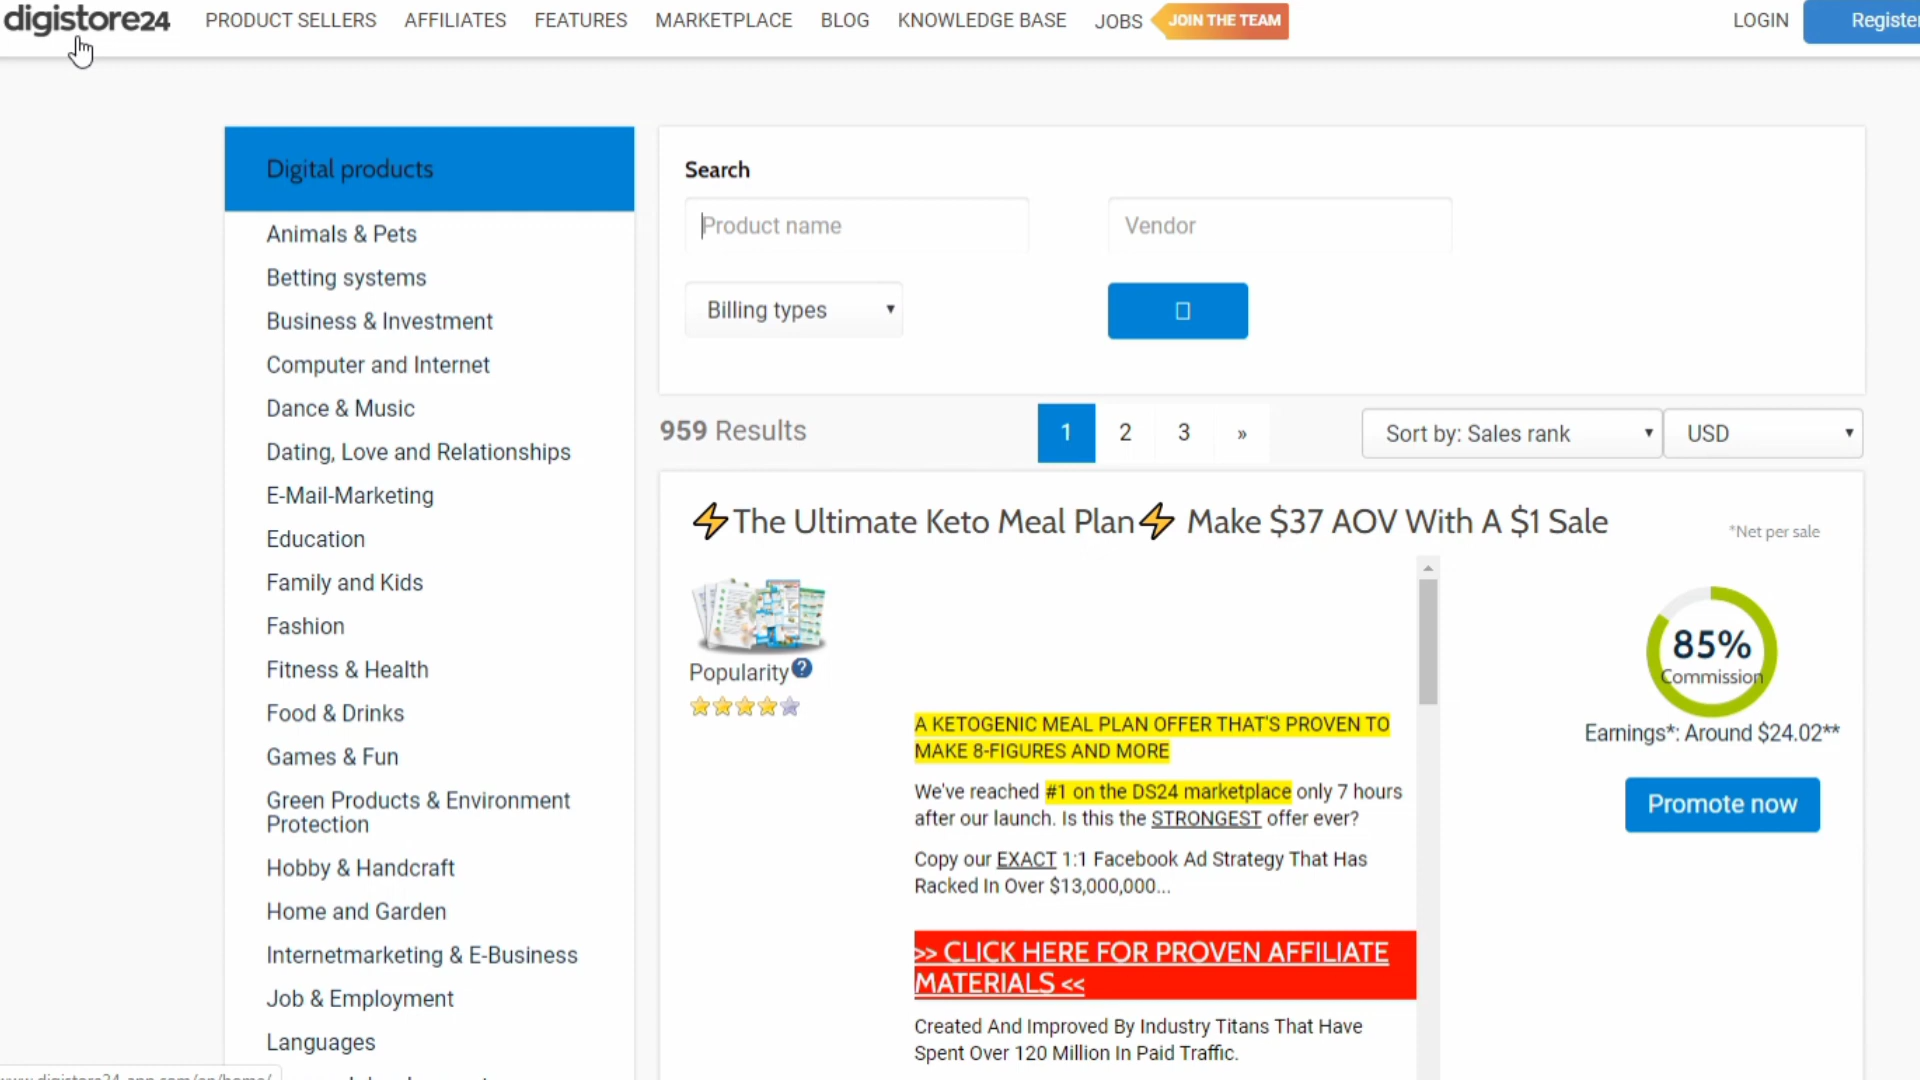 digistore24
PRODUCT SELLERS AFFILIATES FEATURES MARKETPLACE BLOG KNOWLEDGE BASE JOBS JOIN THE TEAM LOGIN Register
Digital products
Animals & Pets
Betting systems
Business & Investment
Computer and Internet
Dance & Music
Dating, Love and Relationships
E-Mail-Marketing
Education
Family and Kids
Fashion
Fitness & Health
Food & Drinks
Games & Fun
Green Products & Environment
Protection
Hobby & Handcraft
Home and Garden
Internetmarketing & E-Business
Job & Employment
Languages
Search
Product name
Vendor
Billing types
959 Results
1 2 3 »
Sort by: Sales rank
USD
⚡The Ultimate Keto Meal Plan⚡ Make $37 AOV With A $1 Sale
*Net per sale
Popularity?
A KETOGENIC MEAL PLAN OFFER THAT'S PROVEN TO
MAKE 8-FIGURES AND MORE
We've reached #1 on the DS24 marketplace only 7 hours
after our launch. Is this the STRONGEST offer ever?
Copy our EXACT 1:1 Facebook Ad Strategy That Has
Racked In Over $13,000,000...
>> CLICK HERE FOR PROVEN AFFILIATE
MATERIALS <<
Created And Improved By Industry Titans That Have
Spent Over 120 Million In Paid Traffic.
85%
Commission
Earnings*: Around $24.02**
Promote now